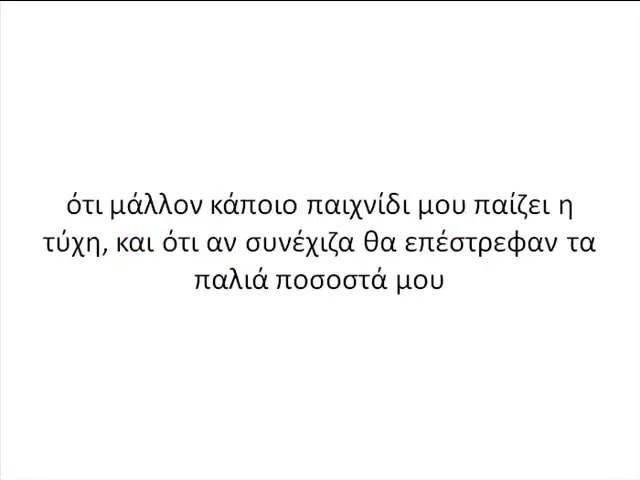 ότι μάλλον κάποιο παιχνίδι μου παίζει η
τύχη, και ότι αν συνέχιζα θα επέστρεφαν τα
παλιά ποσοστά μου